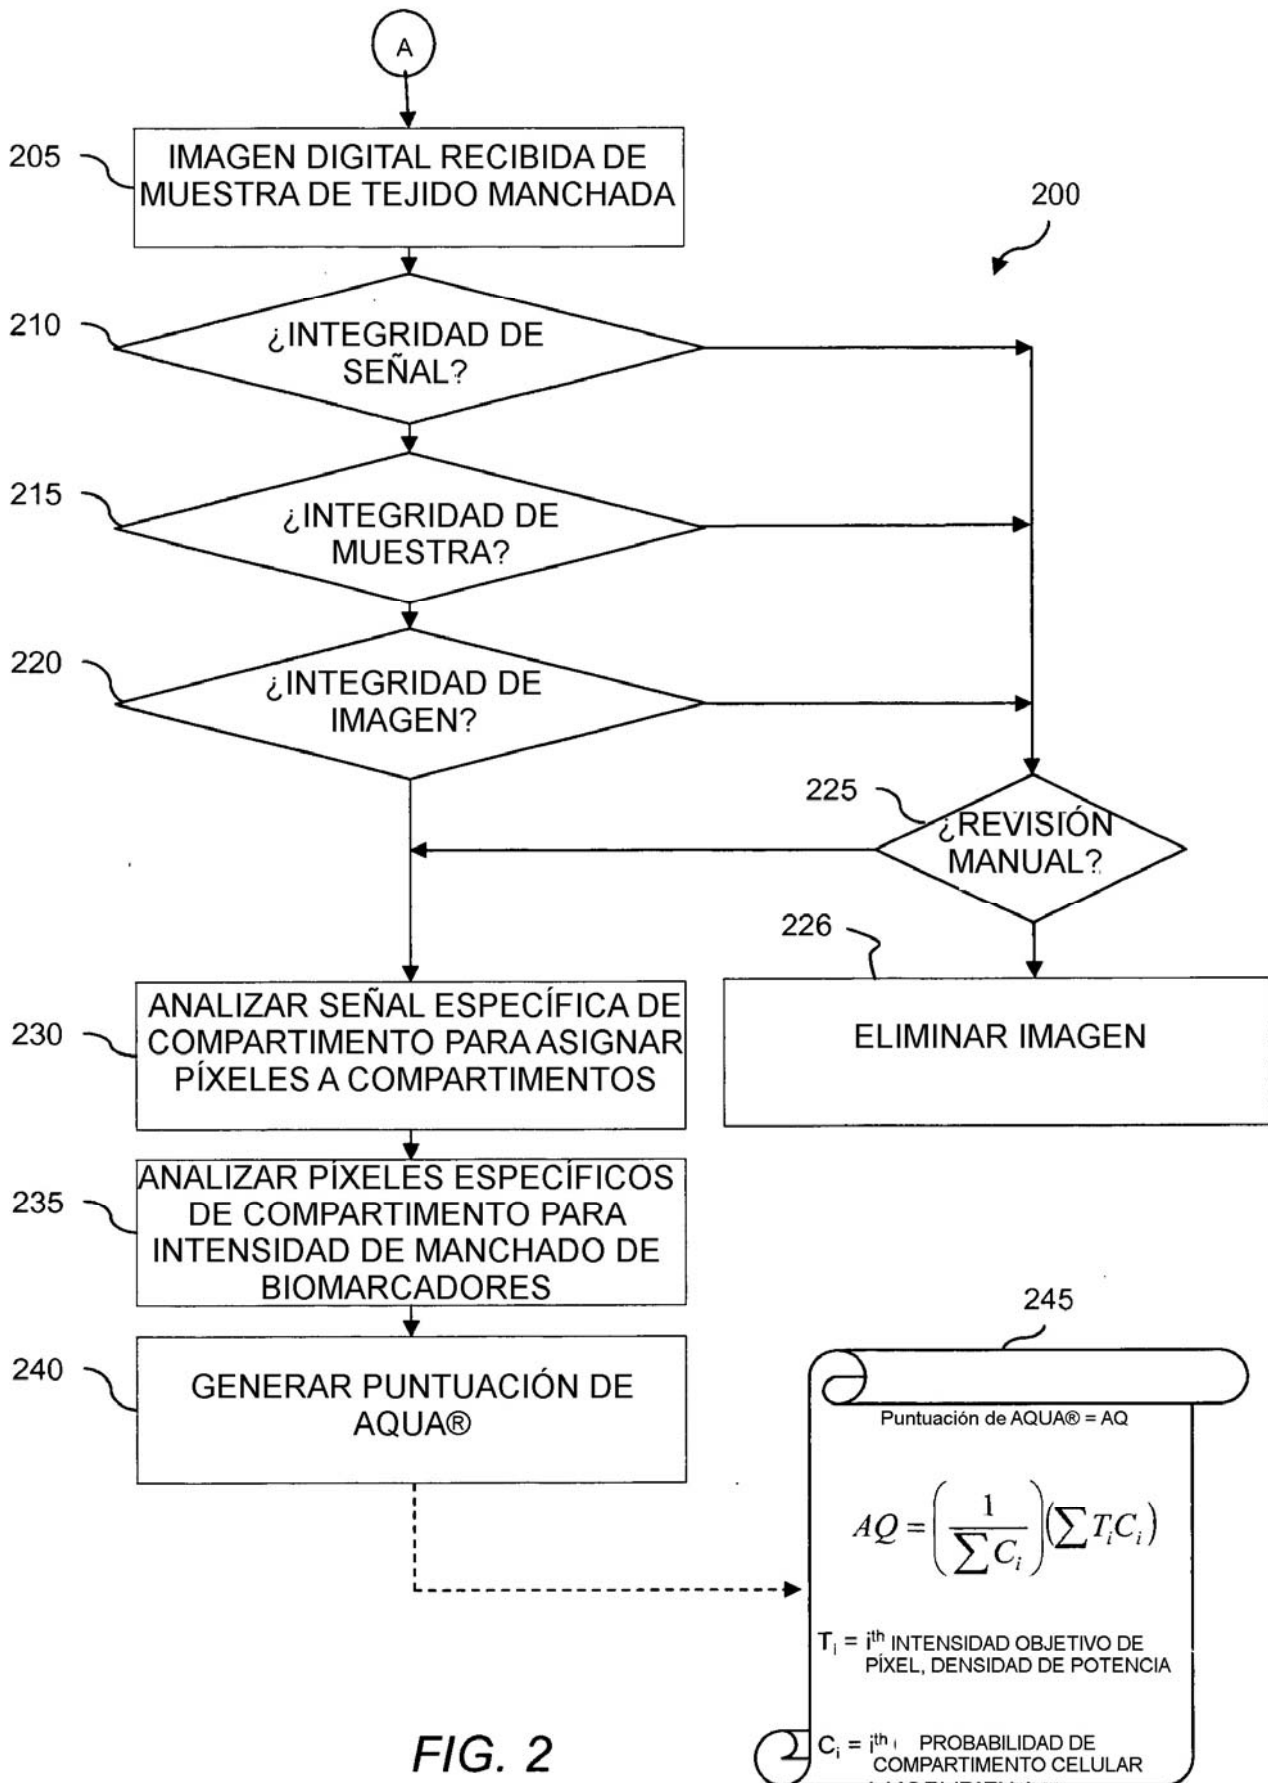 A
205
IMAGEN DIGITAL RECIBIDA DE
MUESTRA DE TEJIDO MANCHADA
200
210
¿INTEGRIDAD DE
SEÑAL?
215
¿INTEGRIDAD DE
MUESTRA?
220
¿INTEGRIDAD DE
IMAGEN?
225
¿REVISIÓN
MANUAL?
226
ELIMINAR IMAGEN
230
ANALIZAR SEÑAL ESPECÍFICA DE
COMPARTIMENTO PARA ASIGNAR
PÍXELES A COMPARTIMENTOS
235
ANALIZAR PÍXELES ESPECÍFICOS
DE COMPARTIMENTO PARA
INTENSIDAD DE MANCHADO DE
BIOMARCADORES
240
GENERAR PUNTUACIÓN DE
AQUA®
245
Puntuación de AQUA® = AQ
AQ = (1 / ∑ C_i) (∑ T_i C_i)
T_i = i^th INTENSIDAD OBJETIVO DE
PÍXEL, DENSIDAD DE POTENCIA
C_i = i^th PROBABILIDAD DE
COMPARTIMENTO CELULAR
FIG. 2